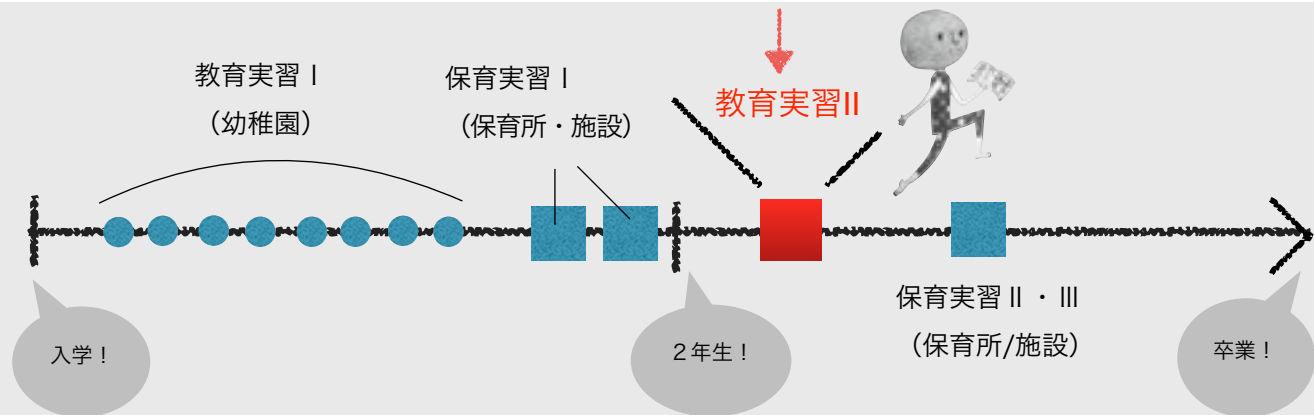 教育実習Ⅰ
（幼稚園）
保育実習Ⅰ
（保育所・施設）
教育実習II
保育実習Ⅱ・Ⅲ
（保育所/施設）
入学！
２年生！
卒業！